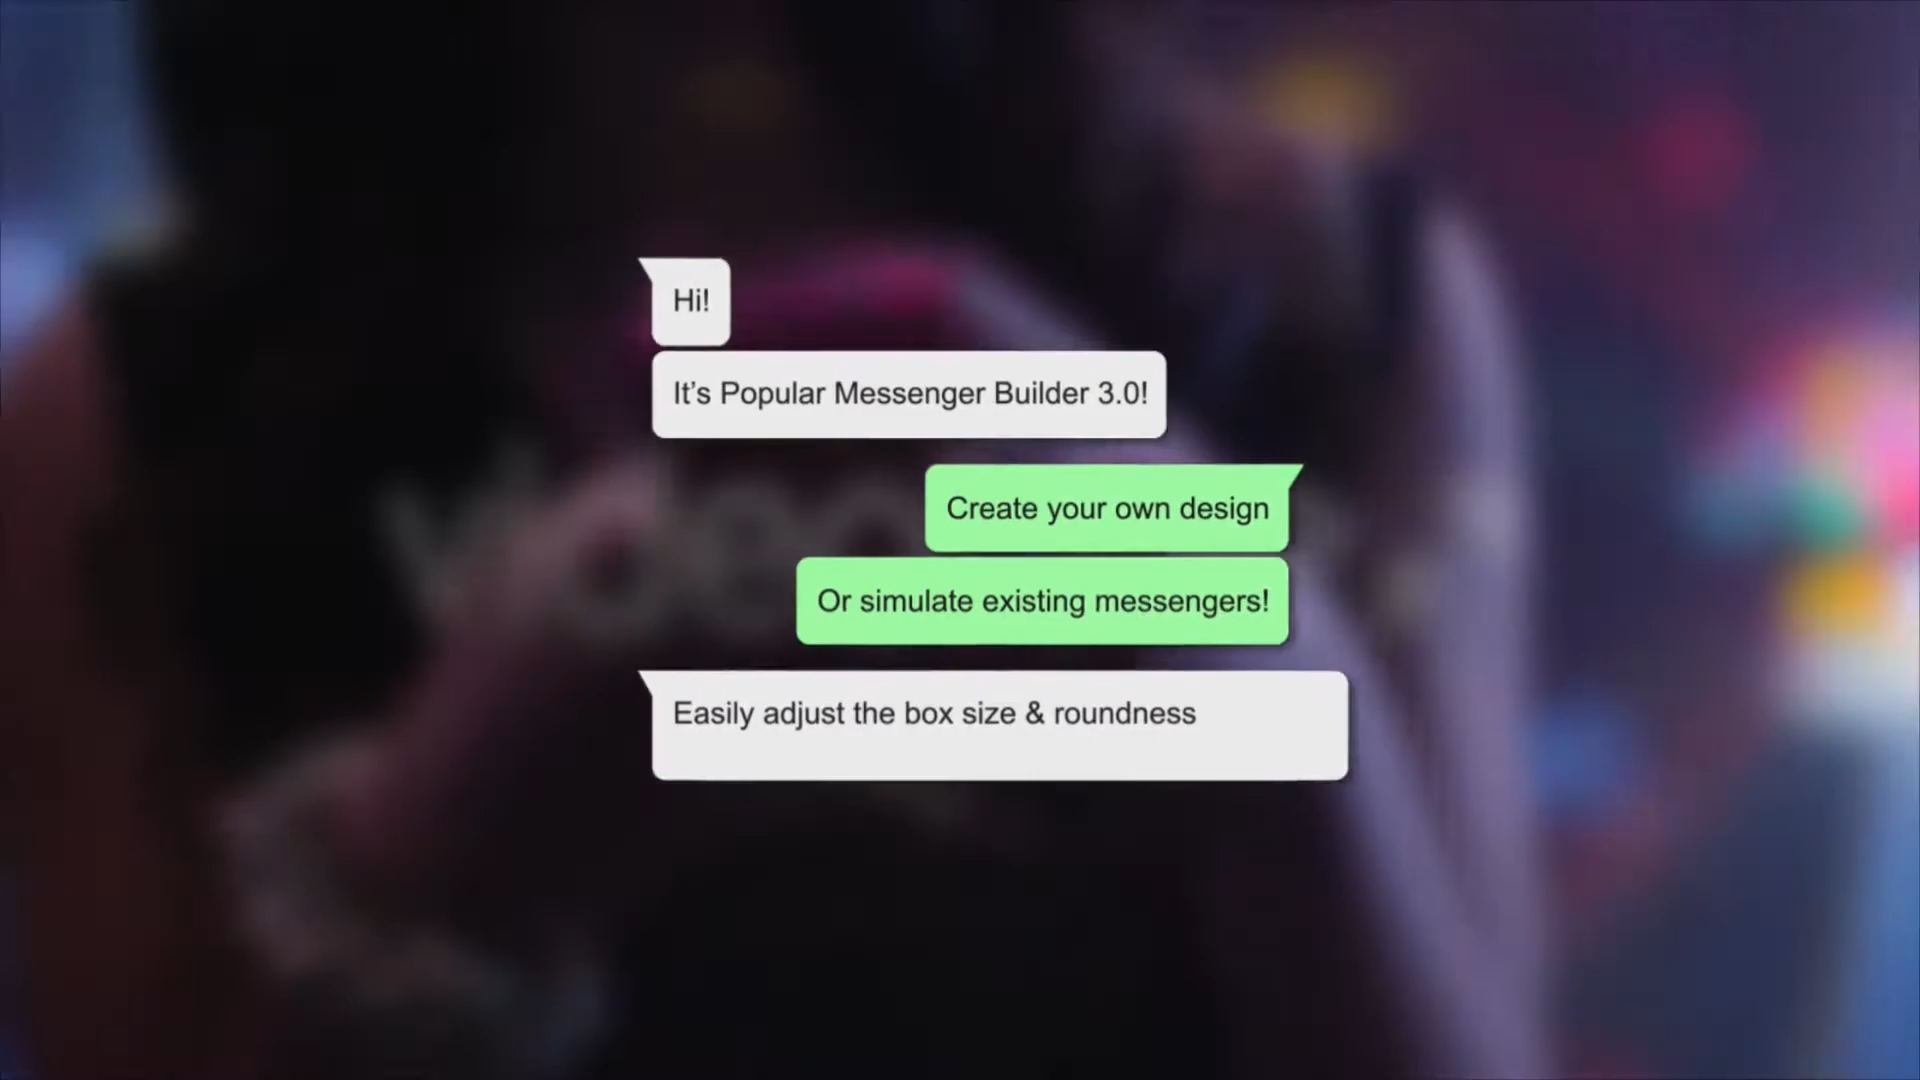 Hi!
It’s Popular Messenger Builder 3.0!
Create your own design
Or simulate existing messengers!
Easily adjust the box size & roundness